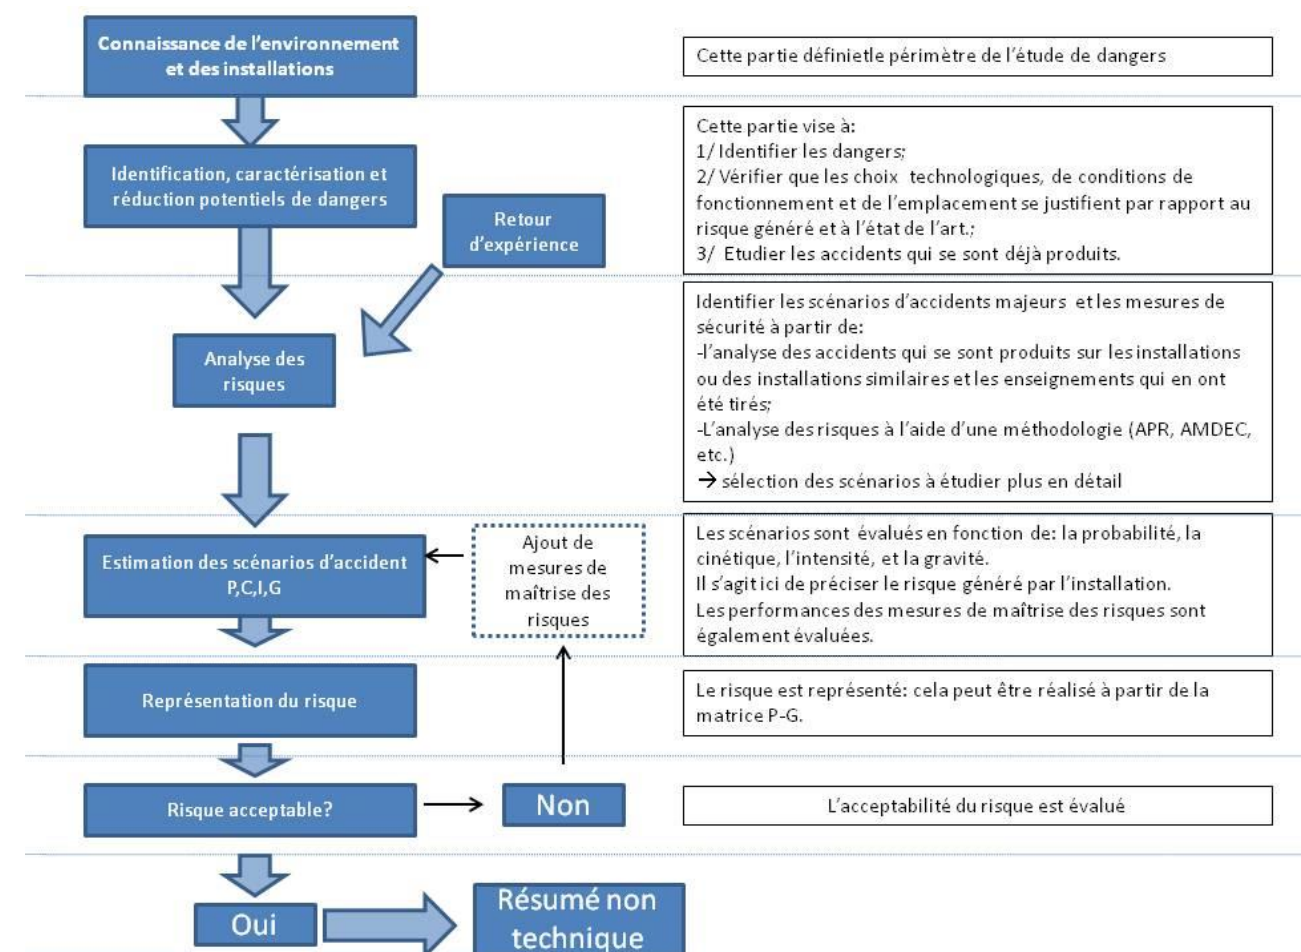 Connaissance de l'environnement
et des installations
Cette partie définietle périmètre de l'étude de dangers
Identification, caractérisation et
réduction potentiels de dangers
Retour
d'expérience
Cette partie vise à:
1/ Identifier les dangers;
2/ Vérifier que les choix technologiques, de conditions de
fonctionnement et de l'emplacement se justifient par rapport au
risque généré et à l'état de l'art.;
3/ Etudier les accidents qui se sont déjà produits.
Analyse des
risques
Identifier les scénarios d'accidents majeurs et les mesures de
sécurité à partir de:
-l'analyse des accidents qui se sont produits sur les installations
ou des installations similaires et les enseignements qui en ont
été tirés;
-L'analyse des risques à l'aide d'une méthodologie (APR, AMDEC,
etc.)
→ sélection des scénarios à étudier plus en détail
Estimation des scénarios d'accident
P,C,I,G
Ajout de
mesures de
maîtrise des
risques
Les scénarios sont évalués en fonction de: la probabilité, la
cinétique, l'intensité, et la gravité.
Il s'agit ici de préciser le risque généré par l'installation.
Les performances des mesures de maîtrise des risques sont
également évaluées.
Représentation du risque
Le risque est représenté: cela peut être réalisé à partir de la
matrice P-G.
Risque acceptable?
Non
L'acceptabilité du risque est évalué
Oui
Résumé non
technique